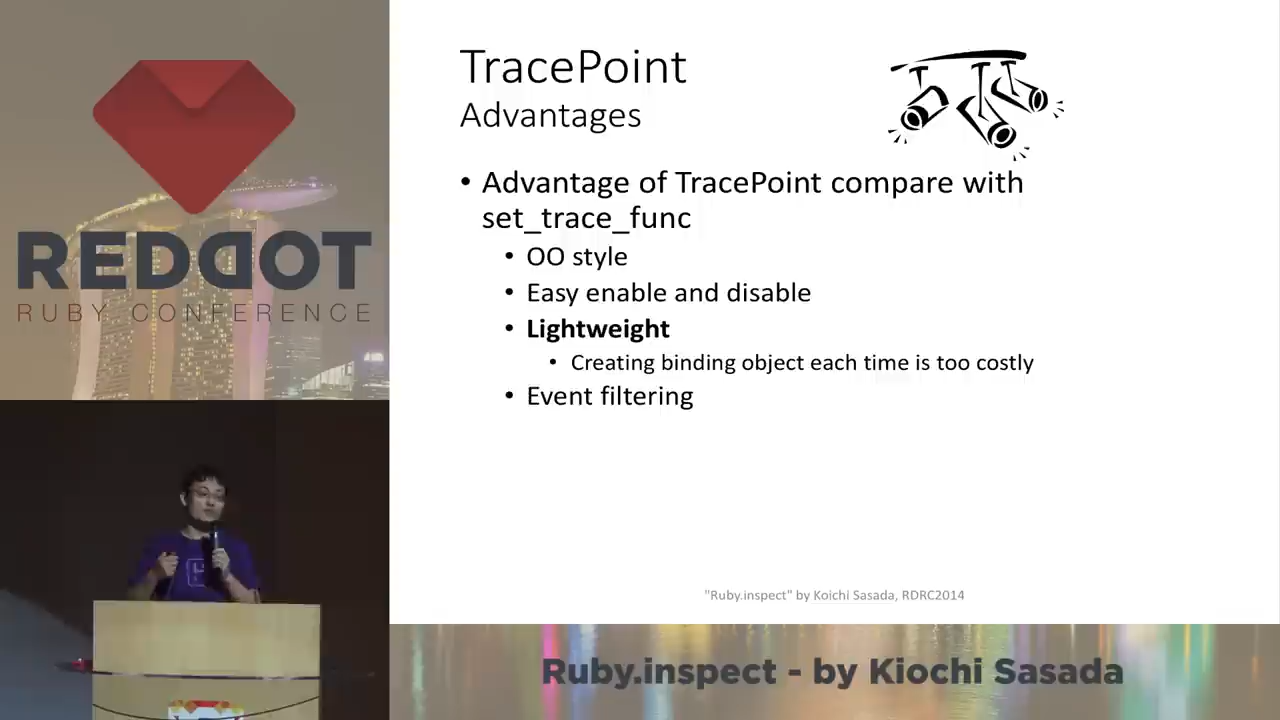 REDDOT
RUBY CONFERENCE
TracePoint
Advantages
• Advantage of TracePoint compare with
set_trace_func
• OO style
• Easy enable and disable
• Lightweight
• Creating binding object each time is too costly
• Event filtering
"Ruby.inspect" by Koichi Sasada, RDRC2014
Ruby.inspect - by Kiochi Sasada